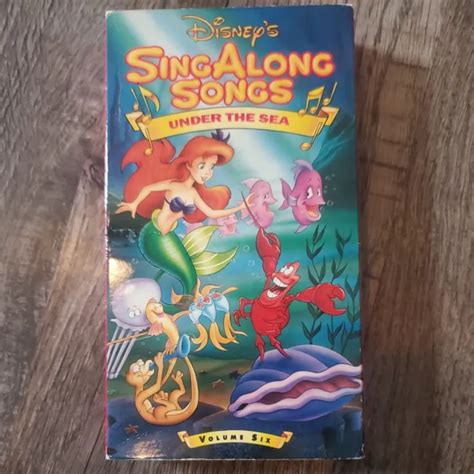 Disney's
SING ALONG
SONGS
UNDER THE SEA
VOLUME SIX